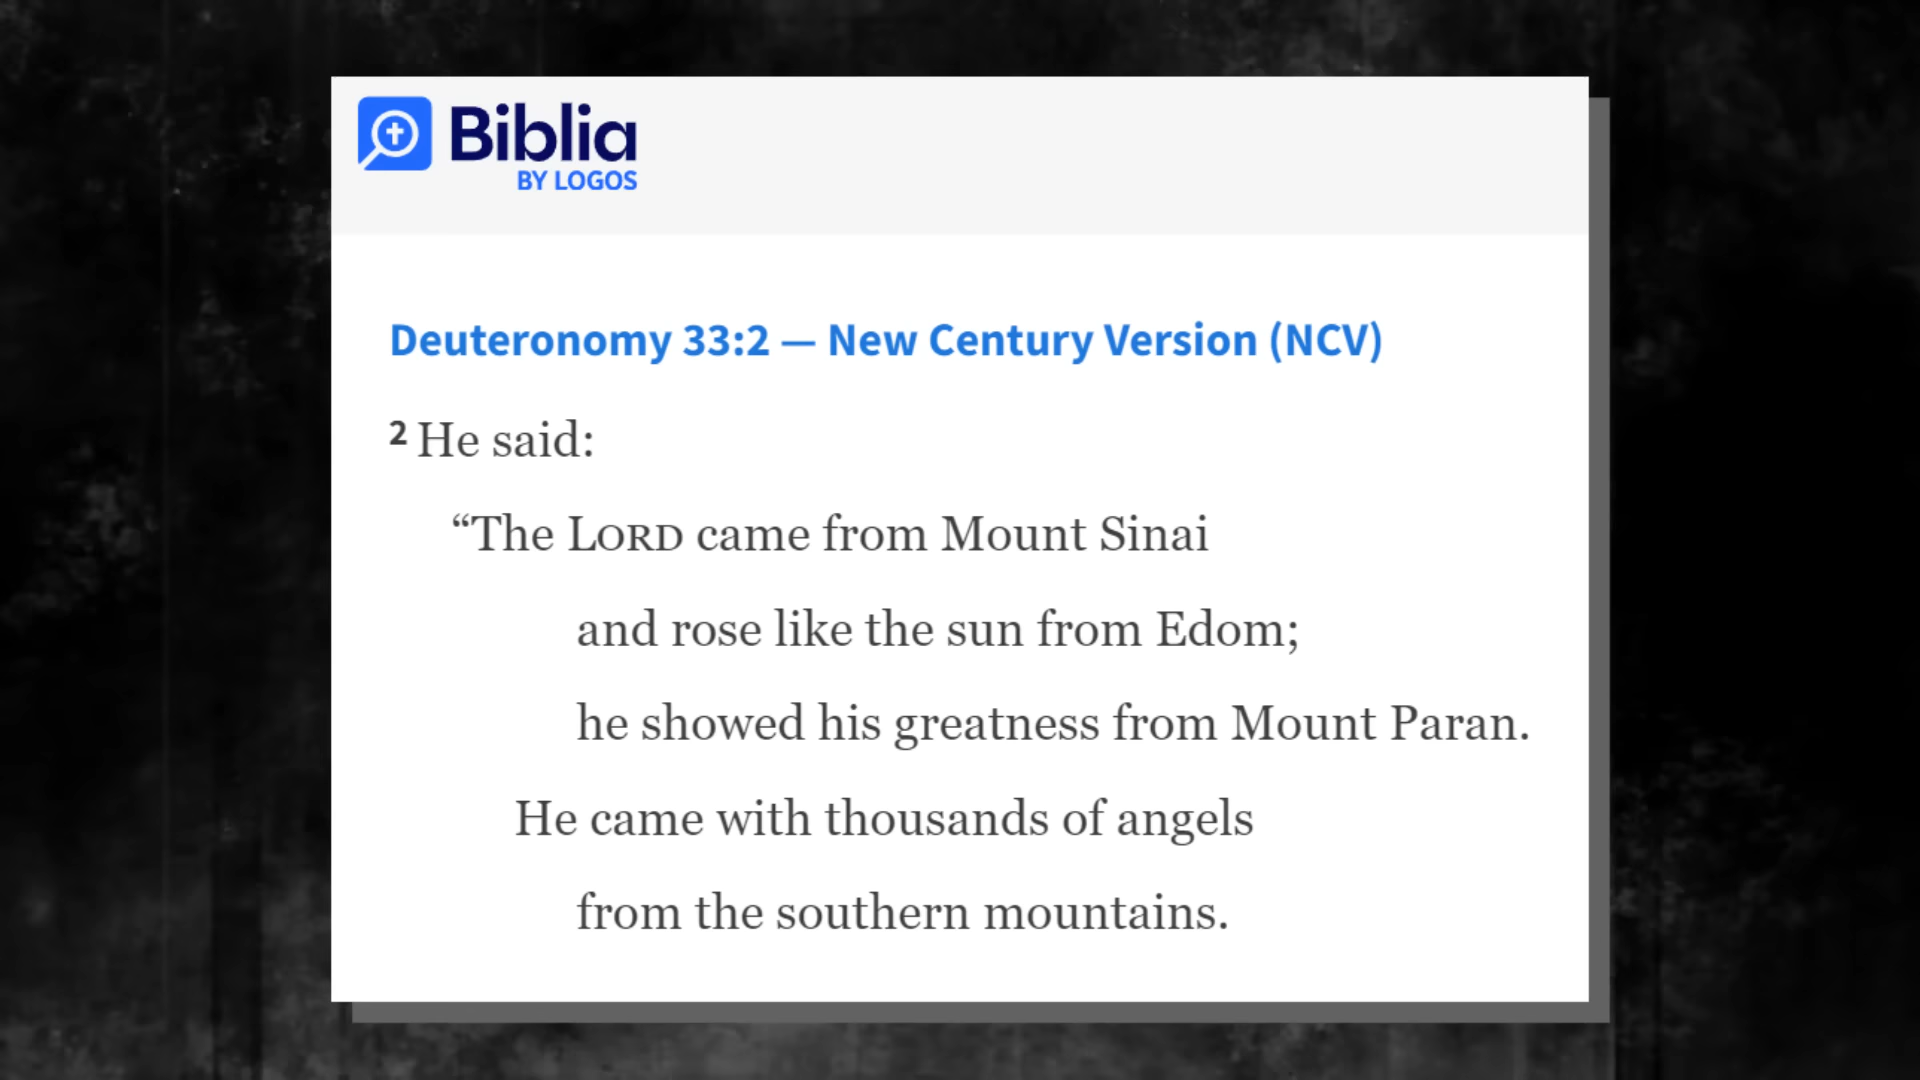 Biblia
BY LOGOS
Deuteronomy 33:2 — New Century Version (NCV)
2 He said:
“The LORD came from Mount Sinai
and rose like the sun from Edom;
he showed his greatness from Mount Paran.
He came with thousands of angels
from the southern mountains.